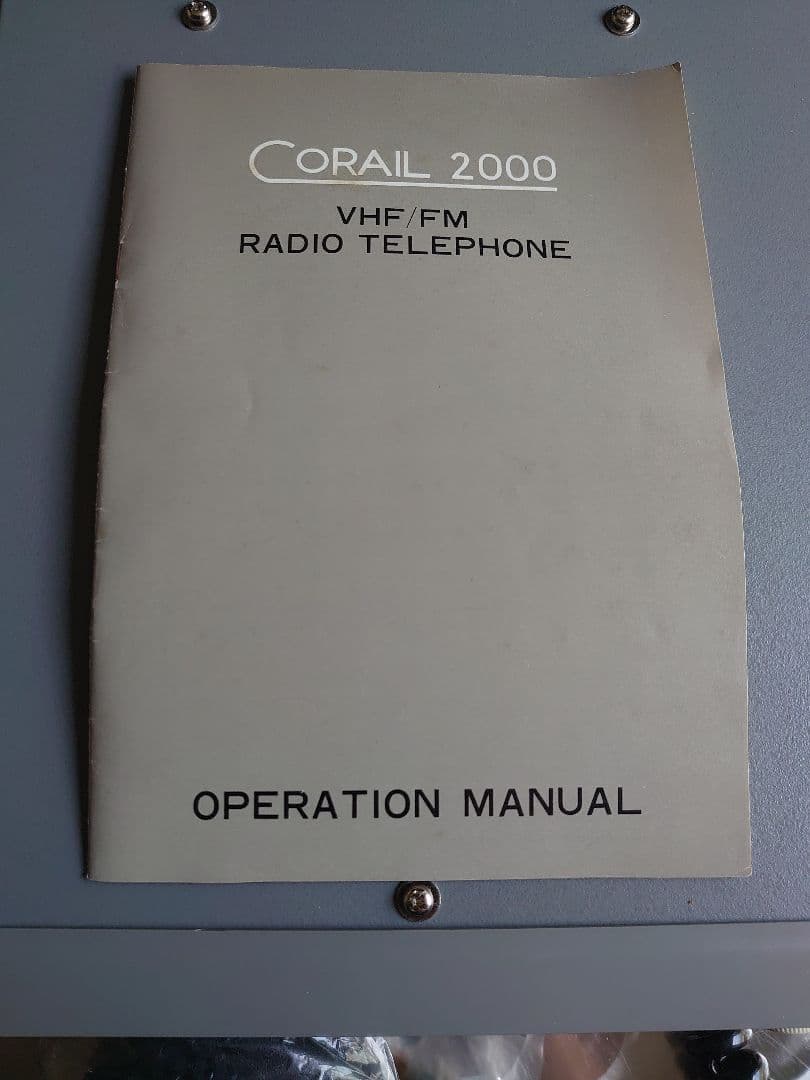 CORAIL 2000
VHF/FM
RADIO TELEPHONE
OPERATION MANUAL